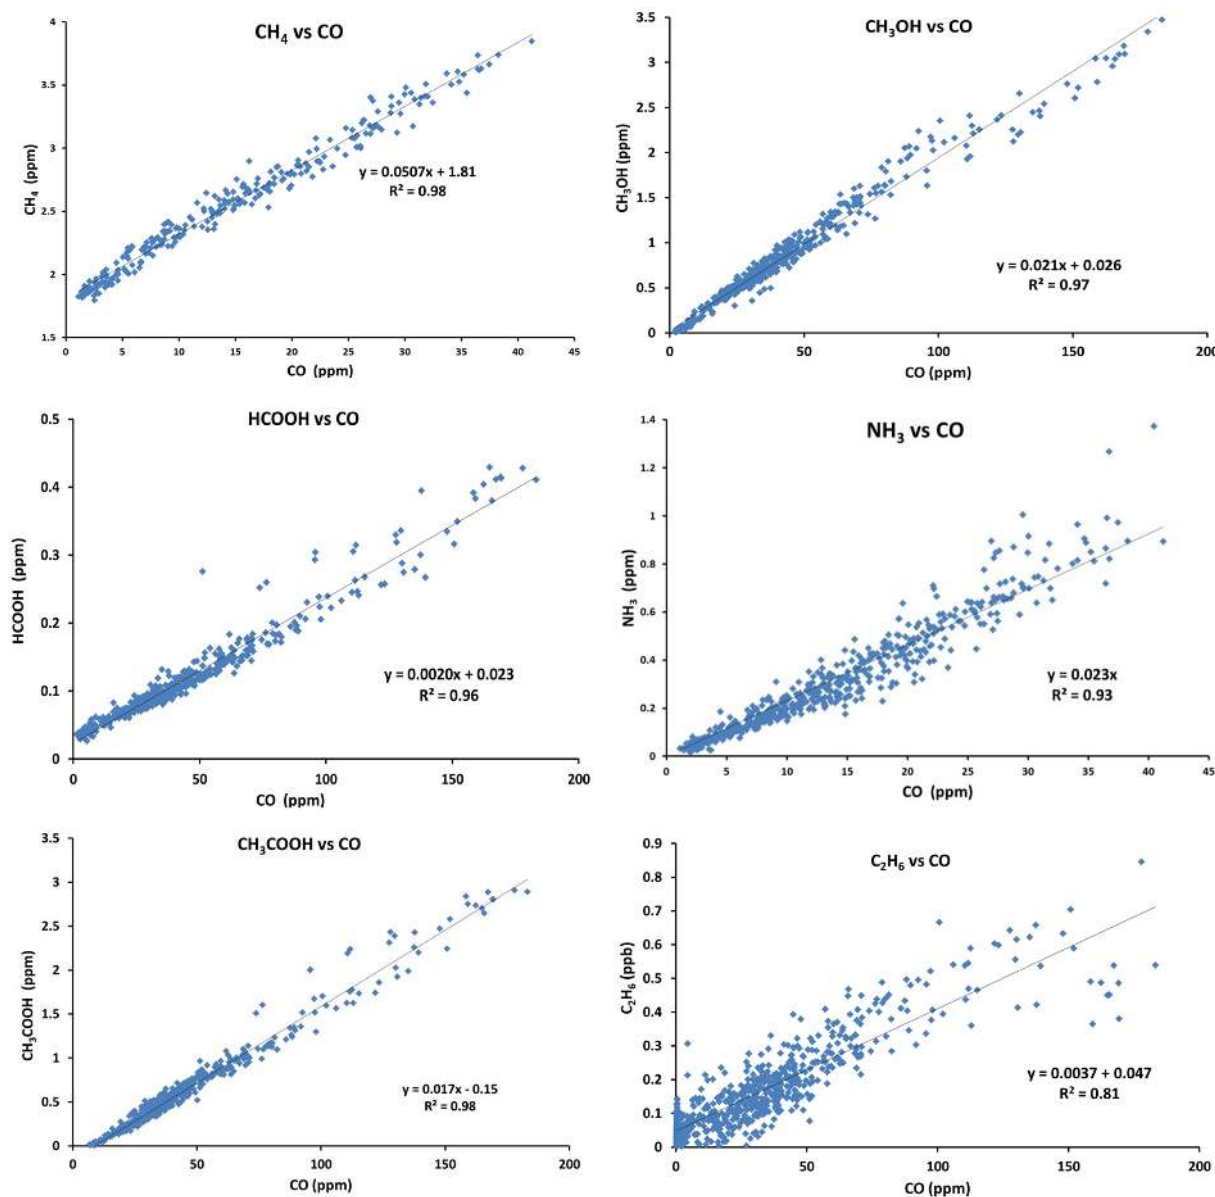 CH₄ vs CO
4
3.5
3
2.5
2
1.5
CH₄ (ppm)
y = 0.0507x + 1.81
R² = 0.98
0 5 10 15 20 25 30 35 40 45
CO (ppm)
CH₃OH vs CO
3.5
3
2.5
2
1.5
1
0.5
0
CH₃OH (ppm)
y = 0.021x + 0.026
R² = 0.97
0 50 100 150 200
CO (ppm)
HCOOH vs CO
0.5
0.4
0.3
0.2
0.1
0
HCOOH (ppm)
y = 0.0020x + 0.023
R² = 0.96
0 50 100 150 200
CO (ppm)
NH₃ vs CO
1.4
1.2
1
0.8
0.6
0.4
0.2
0
NH₃ (ppm)
y = 0.023x
R² = 0.93
0 5 10 15 20 25 30 35 40 45
CO (ppm)
CH₃COOH vs CO
3.5
3
2.5
2
1.5
1
0.5
0
CH₃COOH (ppm)
y = 0.017x - 0.15
R² = 0.98
0 50 100 150 200
CO (ppm)
C₂H₆ vs CO
0.9
0.8
0.7
0.6
0.5
0.4
0.3
0.2
0.1
0
C₂H₆ (ppb)
y = 0.0037 + 0.047
R² = 0.81
0 50 100 150 200
CO (ppm)